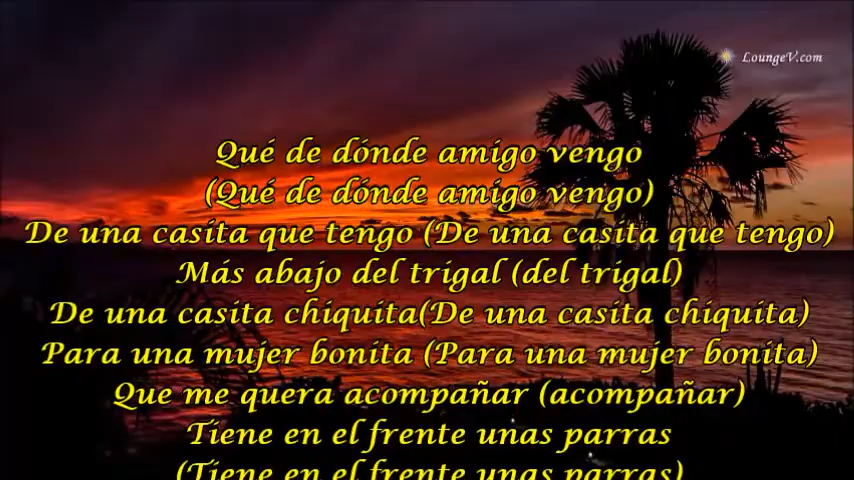 LoungeV.com
Qué de dónde amigo vengo
(Qué de dónde amigo vengo)
De una casita que tengo (De una casita que tengo)
Más abajo del trigal (del trigal)
De una casita chiquita(De una casita chiquita)
Para una mujer bonita (Para una mujer bonita)
Que me quera acompañar (acompañar)
Tiene en el frente unas parras
(Tiene en el frente unas parras)